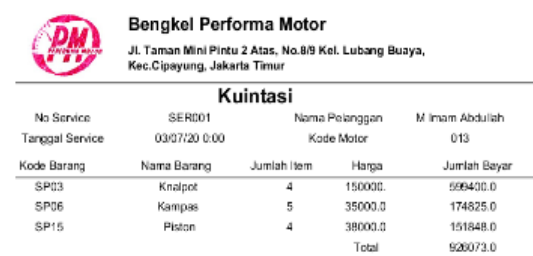 PM
Bengkel Performa Motor
Jl. Taman Mini Pintu 2 Atas, No.8/9 Kel. Lubang Buaya,
Kec.Cipayung, Jakarta Timur
Kuintasi
No Service SER001 Nama Pelanggan M Imam Abdullah
Tanggal Service 03/07/20 0:00 Kode Motor 013
Kode Barang Nama Barang Jumlah Item Harga Jumlah Bayar
SP03 Knalpot 4 150000. 599400.0
SP06 Kampas 5 35000.0 174825.0
SP15 Piston 4 38000.0 151848.0
Total 926073.0